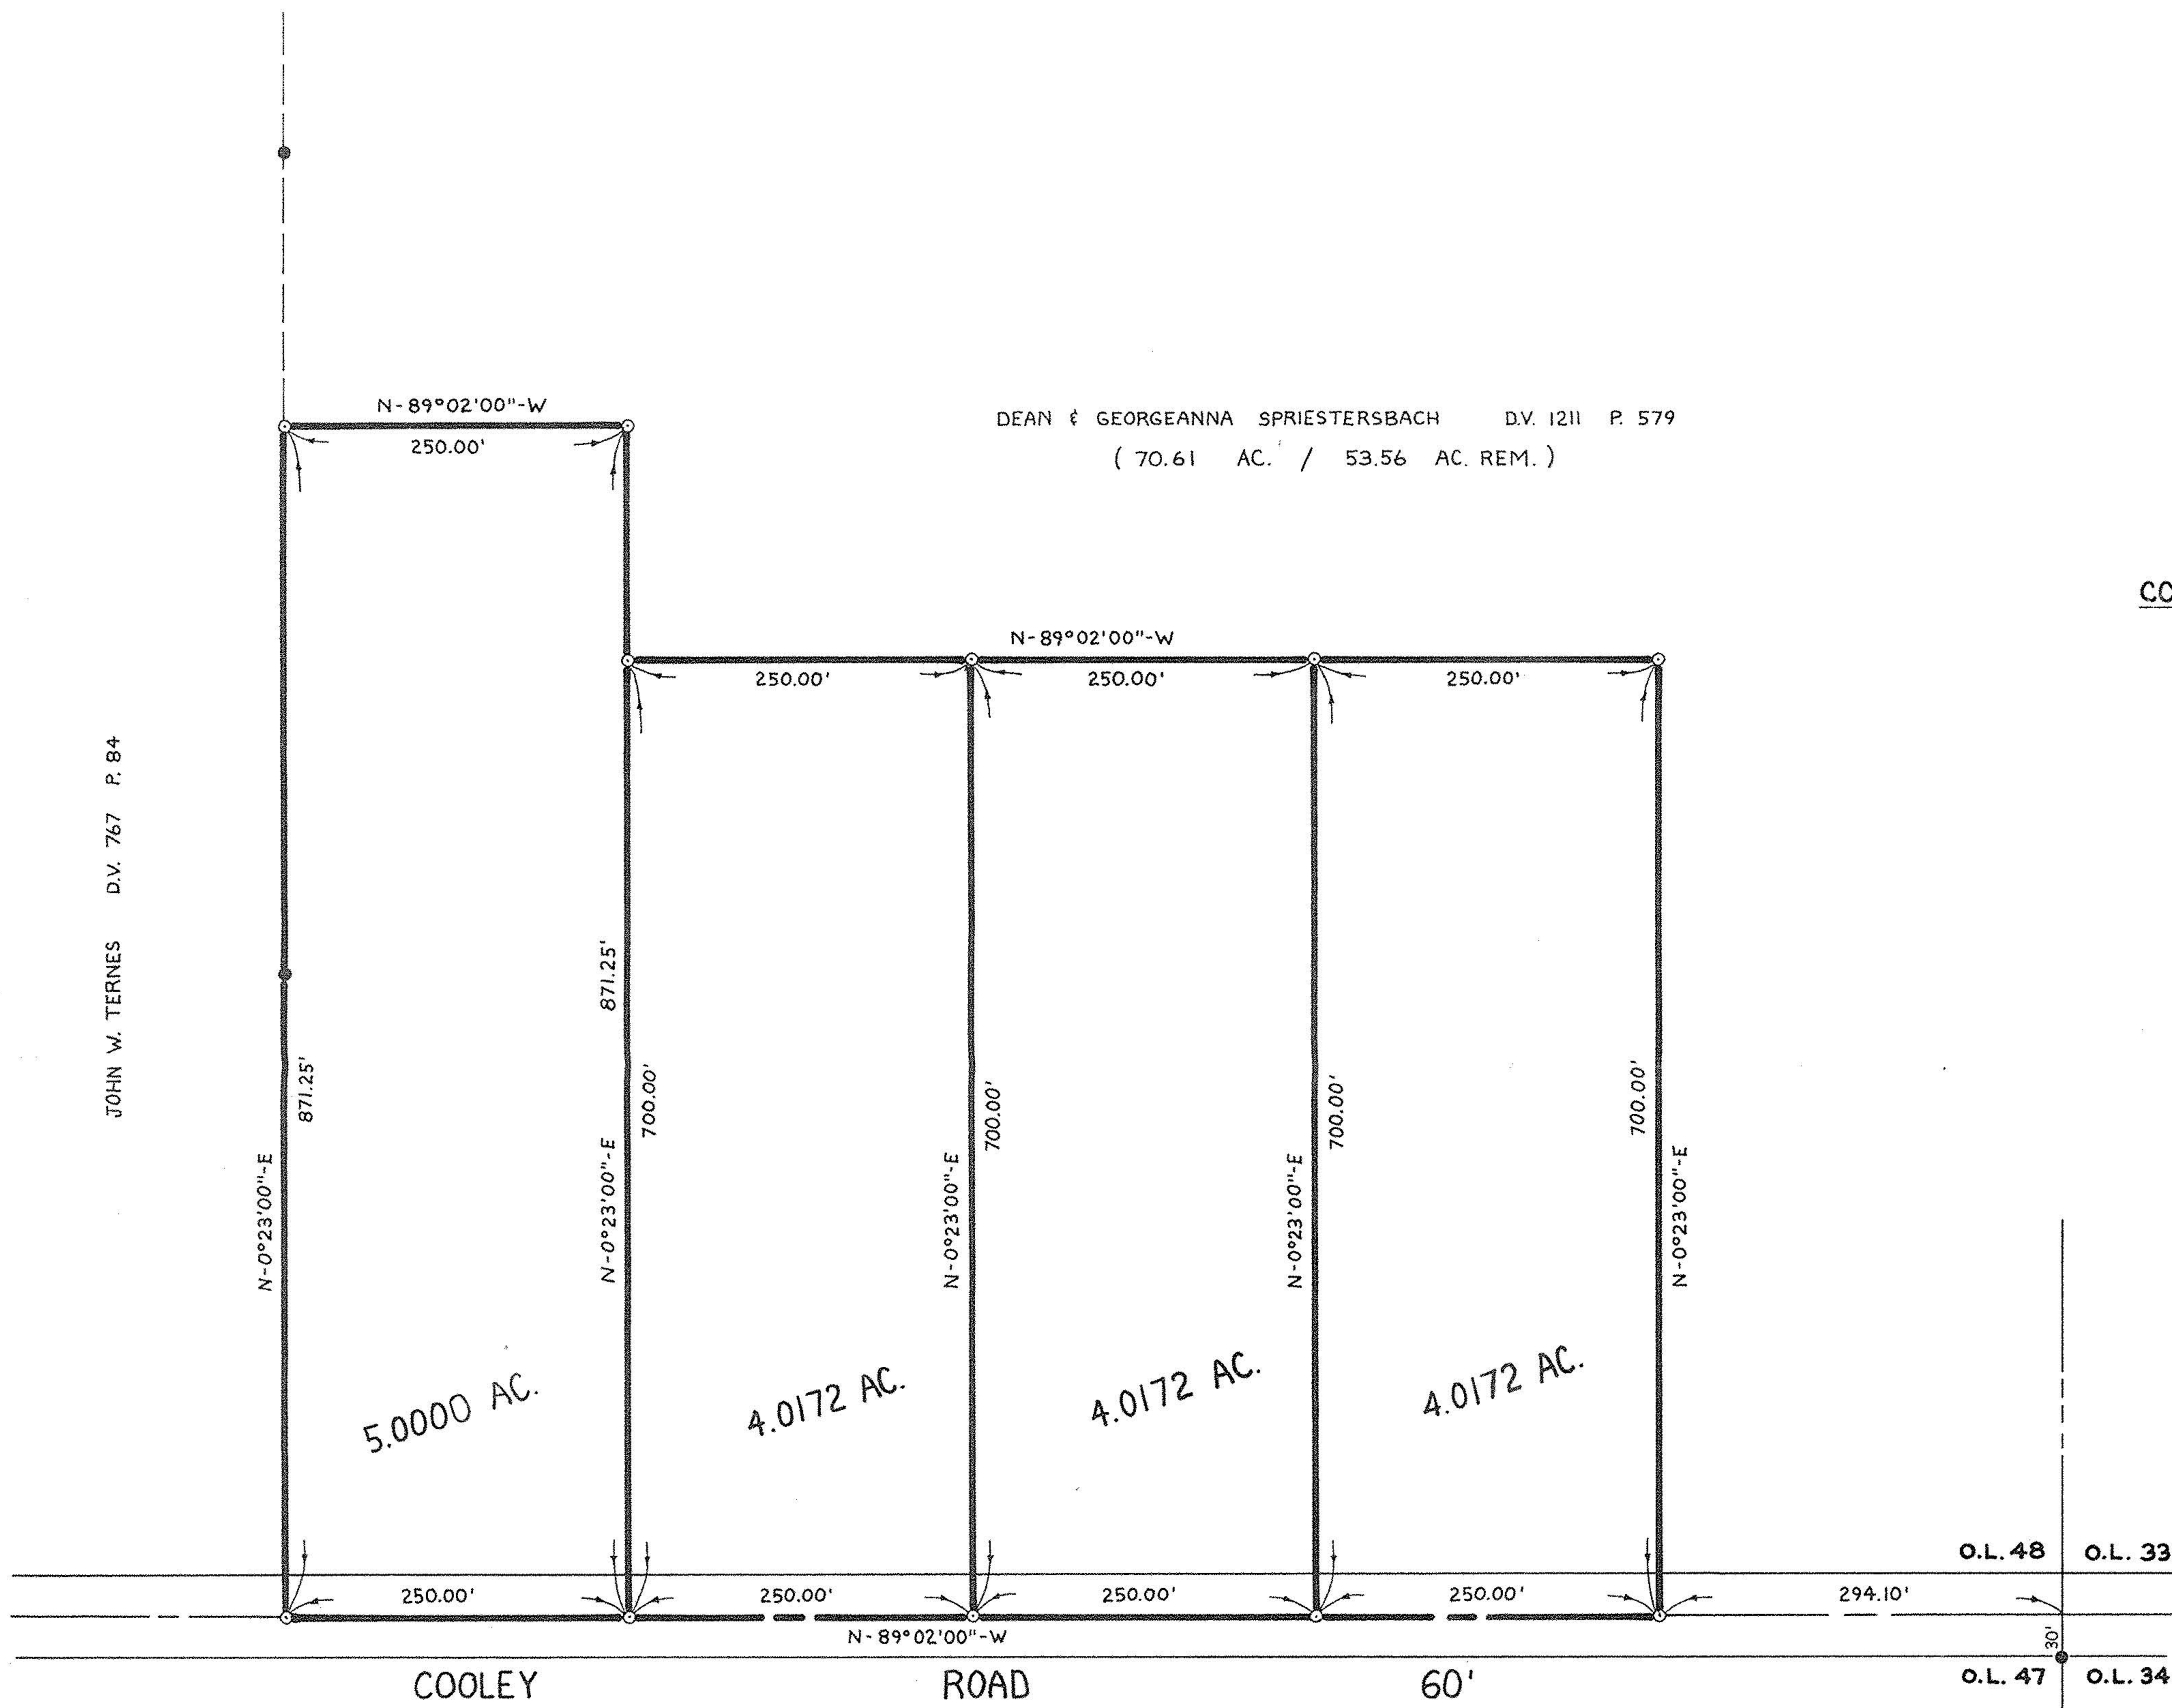 N-89°02'00"-W
250.00'
DEAN & GEORGEANNA SPRIESTERSBACH D.V. 1211 P. 579
( 70.61 AC. / 53.56 AC. REM. )
CO
N-89°02'00"-W
250.00'
250.00'
250.00'
JOHN W. TERNES D.V. 767 P. 84
N-0°23'00"-E
871.25'
871.25'
N-0°23'00"-E
700.00'
N-0°23'00"-E
700.00'
N-0°23'00"-E
700.00'
700.00'
N-0°23'00"-E
5.0000 AC.
4.0172 AC.
4.0172 AC.
4.0172 AC.
O.L. 48 O.L. 33
250.00'
250.00'
250.00'
250.00'
294.10'
N-89°02'00"-W
30'
COOLEY ROAD 60'
O.L. 47 O.L. 34